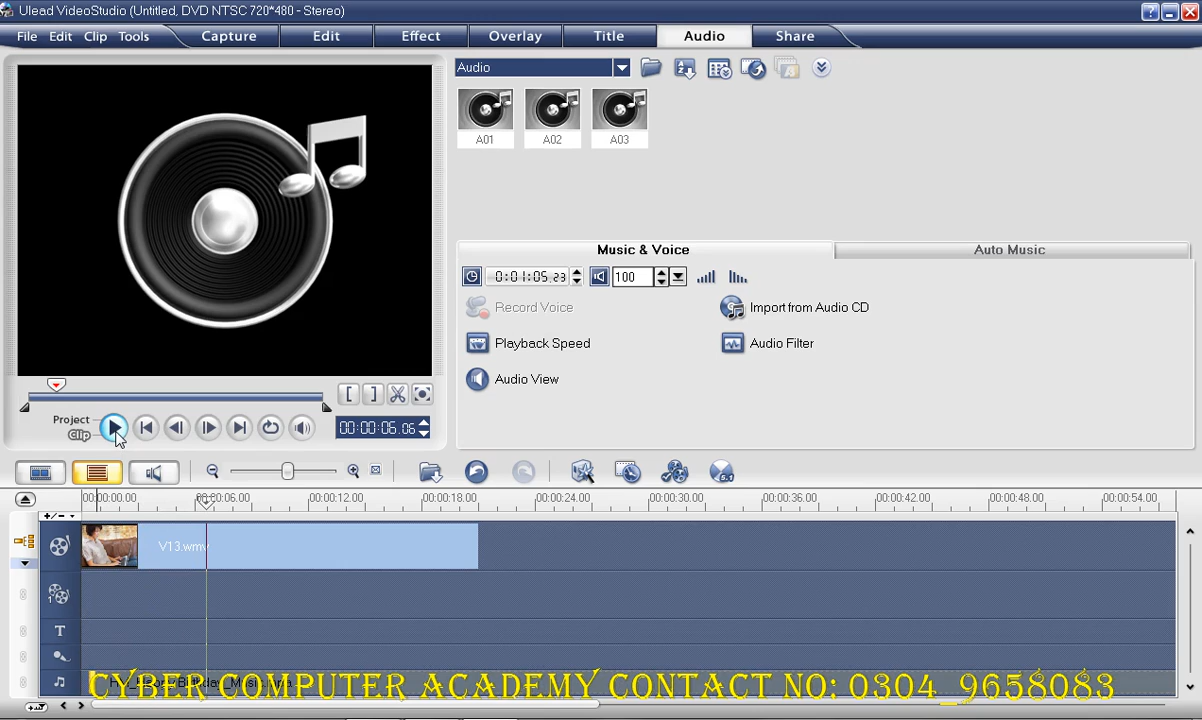 Ulead VideoStudio (Untitled, DVD NTSC 720*480 - Stereo)
File Edit Clip Tools Capture Edit Effect Overlay Title Audio Share
Audio
A01 A02 A03
Music & Voice Auto Music
0:01:05.23 100
Record Voice Import from Audio CD
Playback Speed Audio Filter
Audio View
Project
Clip
00:00:06.06
00:00:00.00 00:00:06.00 00:00:12.00 00:00:18.00 00:00:24.00 00:00:30.00 00:00:36.00 00:00:42.00 00:00:48.00 00:00:54.00
V13.wmv
CYBER COMPUTER ACADEMY CONTACT NO: 0304_9658083